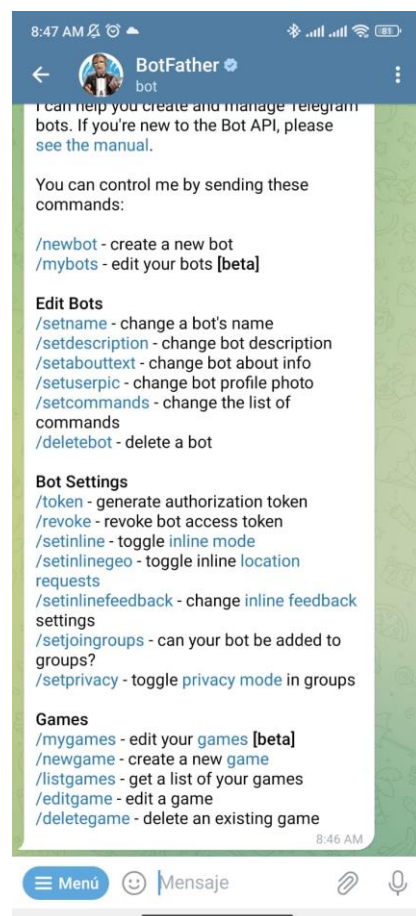 8:47 AM
81
BotFather
bot
I can help you create and manage Telegram
bots. If you're new to the Bot API, please
see the manual.
You can control me by sending these
commands:
/newbot - create a new bot
/mybots - edit your bots [beta]
Edit Bots
/setname - change a bot's name
/setdescription - change bot description
/setabouttext - change bot about info
/setuserpic - change bot profile photo
/setcommands - change the list of
commands
/deletebot - delete a bot
Bot Settings
/token - generate authorization token
/revoke - revoke bot access token
/setinline - toggle inline mode
/setinlinegeo - toggle inline location
requests
/setinlinefeedback - change inline feedback
settings
/setjoingroups - can your bot be added to
groups?
/setprivacy - toggle privacy mode in groups
Games
/mygames - edit your games [beta]
/newgame - create a new game
/listgames - get a list of your games
/editgame - edit a game
/deletegame - delete an existing game
8:46 AM
Menú
Mensaje